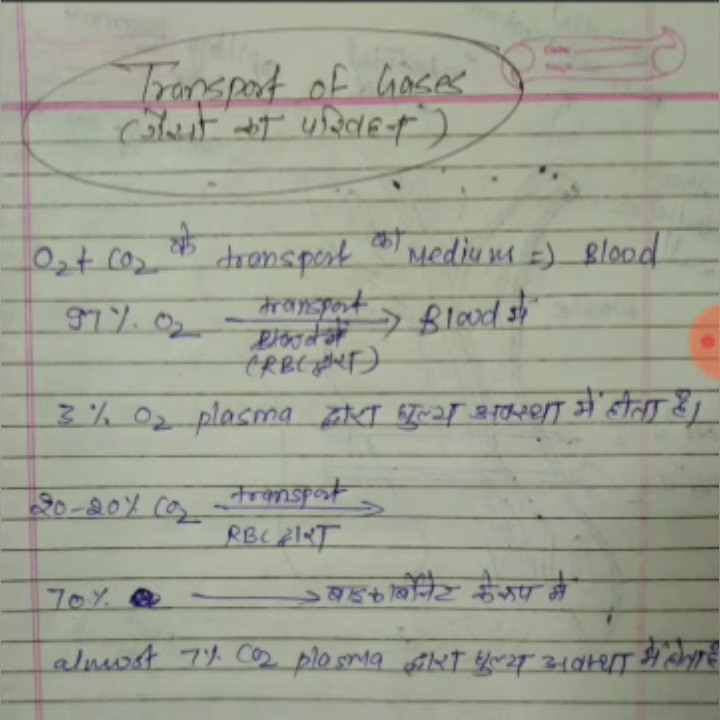 Transport of Gases
(गैसो का परिवहन)
O₂ + CO₂ के transport का medium => Blood
97% O₂ transport Blood में
Blood में
(RBC द्वारा)
3% O₂ plasma द्वारा घुल्य अवस्था में होता है।
20-20% CO₂ transport
RBC द्वारा
70% → बाइकार्बोनेट के रूप में
almost 7% CO₂ plasma द्वारा घुल्य अवस्था में होता है